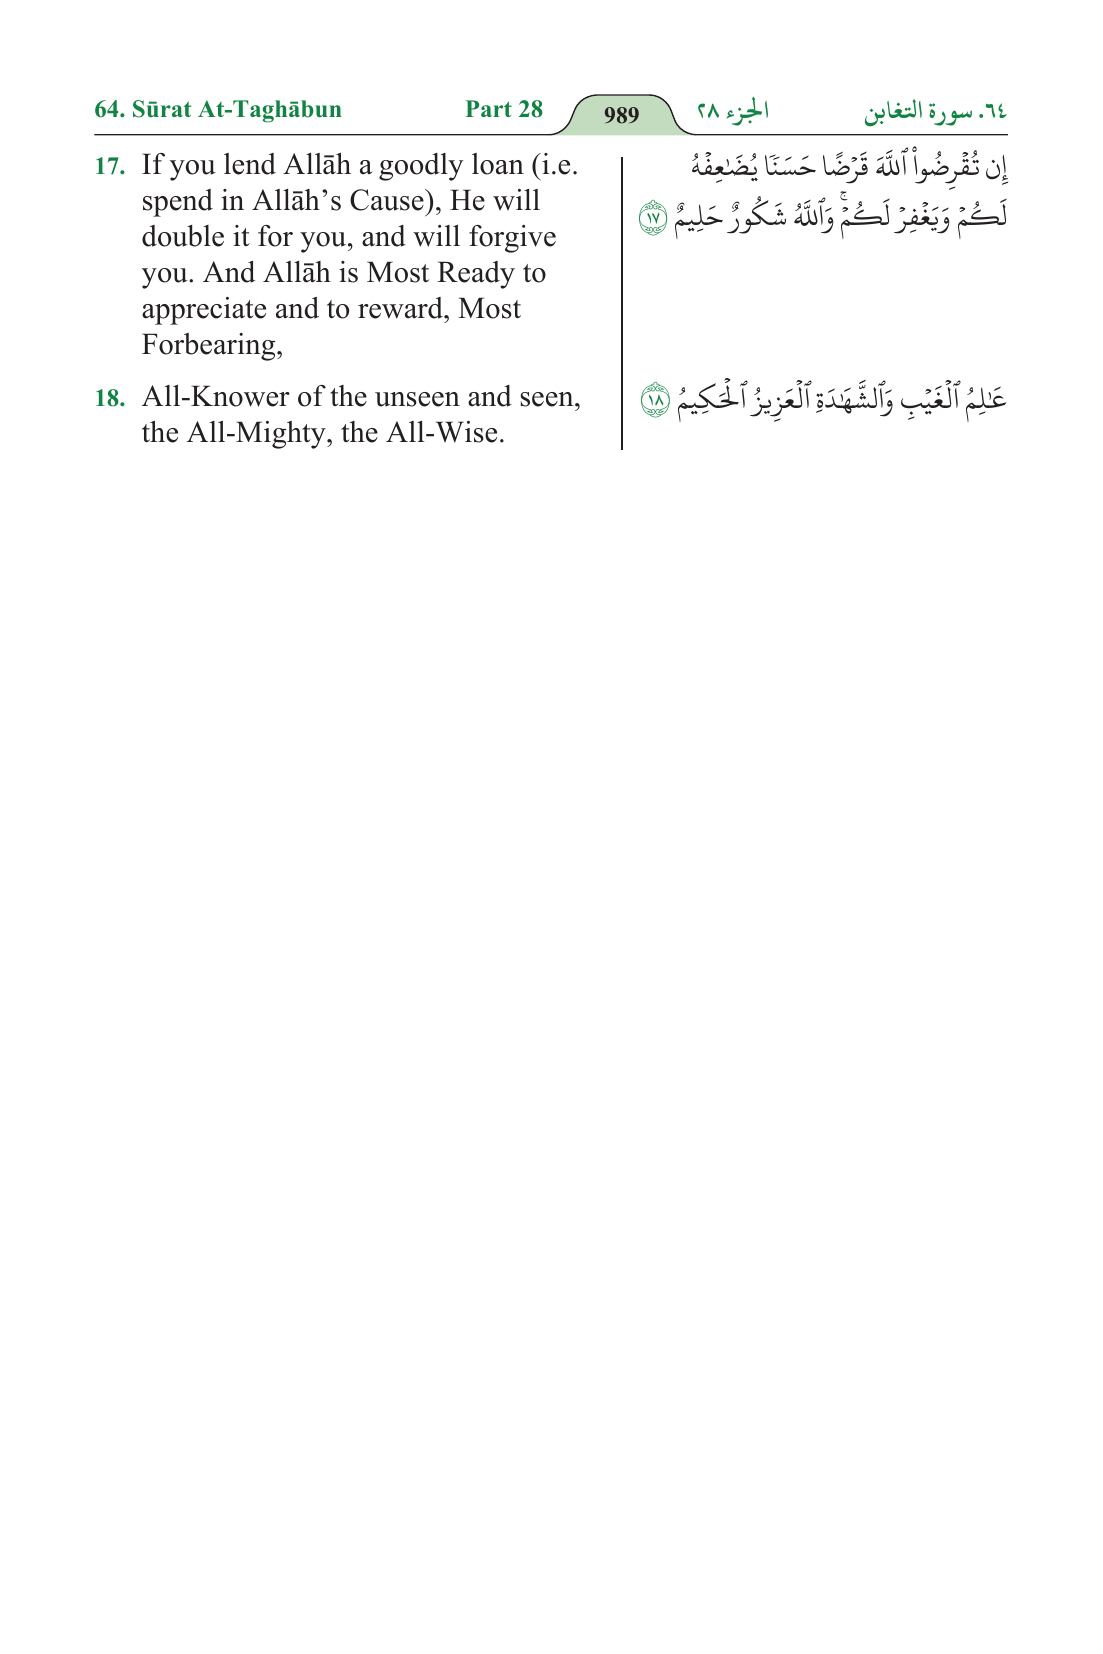 64. Sūrat At-Taghābun Part 28 989 الجزء ٢٨ ٦٤. سورة التغابن
17. If you lend Allāh a goodly loan (i.e.
spend in Allāh’s Cause), He will
double it for you, and will forgive
you. And Allāh is Most Ready to
appreciate and to reward, Most
Forbearing,
18. All-Knower of the unseen and seen,
the All-Mighty, the All-Wise.
إِن تُقۡرِضُواْ ٱللَّهَ قَرۡضًا حَسَنٗا يُضَٰعِفۡهُ
لَكُمۡ وَيَغۡفِرۡ لَكُمۡۚ وَٱللَّهُ شَكُورٌ حَلِيمٌ ١٧
عَٰلِمُ ٱلۡغَيۡبِ وَٱلشَّهَٰدَةِ ٱلۡعَزِيزُ ٱلۡحَكِيمُ ١٨